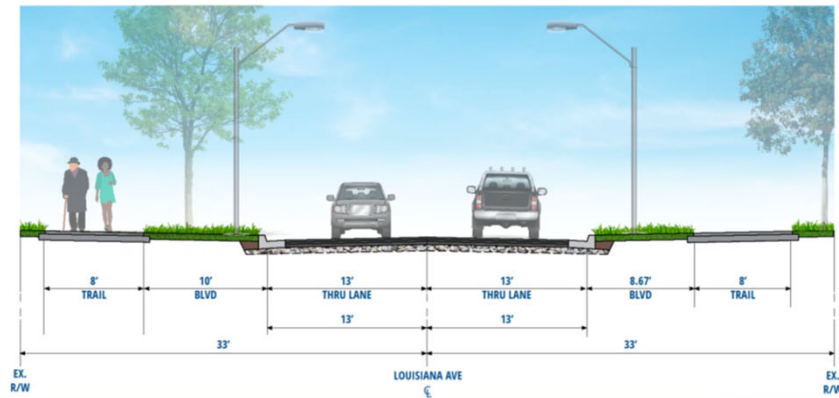 8' 10' 13' 13' 8.67' 8'
TRAIL BLVD THRU LANE THRU LANE BLVD TRAIL
13' 13'
33' 33'
EX. LOUISIANA AVE EX.
R/W ℄ R/W